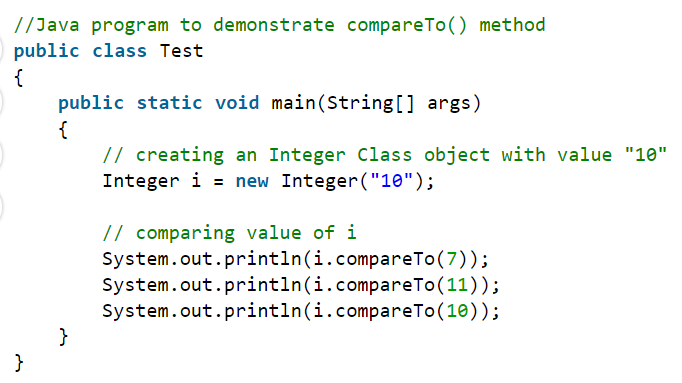 //Java program to demonstrate compareTo() method
public class Test
{
    public static void main(String[] args)
    {
        // creating an Integer Class object with value "10"
        Integer i = new Integer("10");

        // comparing value of i
        System.out.println(i.compareTo(7));
        System.out.println(i.compareTo(11));
        System.out.println(i.compareTo(10));
    }
}